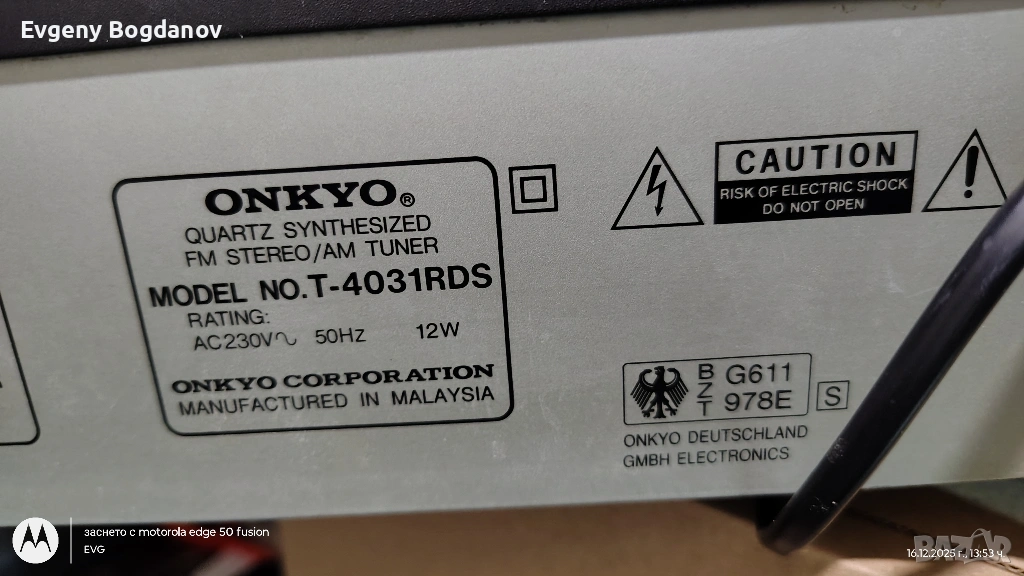 Evgeny Bogdanov
ONKYO®
QUARTZ SYNTHESIZED
FM STEREO/AM TUNER
MODEL NO.T-4031RDS
RATING:
AC230V∿ 50Hz 12W
ONKYO CORPORATION
MANUFACTURED IN MALAYSIA
CAUTION
RISK OF ELECTRIC SHOCK
DO NOT OPEN
BZT G611
978E
S
ONKYO DEUTSCHLAND
GMBH ELECTRONICS
заснето с motorola edge 50 fusion
EVG
16.12.2025 г., 13:53 ч.
BAZAR